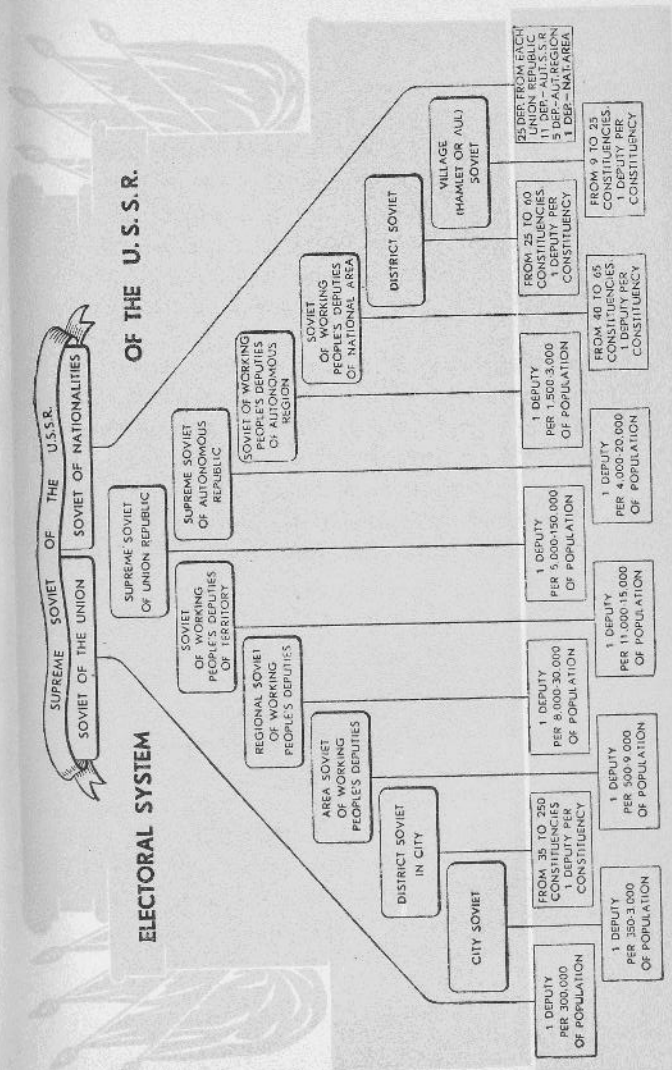 SUPREME SOVIET OF THE U.S.S.R.
SOVIET OF THE UNION
SOVIET OF NATIONALITIES
ELECTORAL SYSTEM
OF THE U.S.S.R.
SUPREME SOVIET
OF UNION REPUBLIC
SOVIET
OF WORKING
PEOPLE'S DEPUTIES
OF TERRITORY
SUPREME SOVIET
OF AUTONOMOUS
REPUBLIC
REGIONAL SOVIET
OF WORKING
PEOPLE'S DEPUTIES
SOVIET OF WORKING
PEOPLE'S DEPUTIES
OF AUTONOMOUS
REGION
AREA SOVIET
OF WORKING
PEOPLE'S DEPUTIES
SOVIET
OF WORKING
PEOPLE'S DEPUTIES
OF NATIONAL AREA
DISTRICT SOVIET
IN CITY
DISTRICT SOVIET
CITY SOVIET
VILLAGE
(HAMLET OR AUL)
SOVIET
1 DEPUTY
PER 300,000
OF POPULATION
FROM 35 TO 250
CONSTITUENCIES
1 DEPUTY PER
CONSTITUENCY
1 DEPUTY
PER 8,000-30,000
OF POPULATION
1 DEPUTY
PER 5,000-150,000
OF POPULATION
1 DEPUTY
PER 1,500-3,000
OF POPULATION
FROM 25 TO 60
CONSTITUENCIES
1 DEPUTY PER
CONSTITUENCY
25 DEP. FROM EACH
UNION REPUBLIC
11 DEP.-AUT.S.S.R
5 DEP.-AUT.REGION
1 DEP.-NAT.AREA
1 DEPUTY
PER 350-3,000
OF POPULATION
1 DEPUTY
PER 500-9,000
OF POPULATION
1 DEPUTY
PER 11,000-15,000
OF POPULATION
1 DEPUTY
PER 4,000-20,000
OF POPULATION
FROM 40 TO 65
CONSTITUENCIES.
1 DEPUTY PER
CONSTITUENCY
FROM 9 TO 25
CONSTITUENCIES.
1 DEPUTY PER
CONSTITUENCY